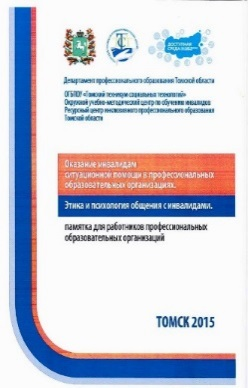 ДОСТУПНАЯ
СРЕДА
Департамент профессионального образования Томской области
ОГБПОУ «Томский техникум социальных технологий»
Окружной учебно-методический центр по обучению инвалидов
Ресурсный центр инклюзивного профессионального образования
Томской области
Оказание инвалидам
ситуационной помощи в профессиональных
образовательных организациях.
Этика и психология общения с инвалидами.
памятка для работников профессиональных
образовательных организаций
ТОМСК 2015